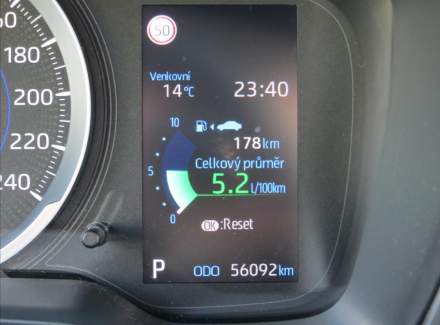 50
Venkovní
14°C 23:40
10
178km
Celkový průměr
5
5.2 l/100km
0
OK:Reset
P ODO 56092km
180
200
220
240